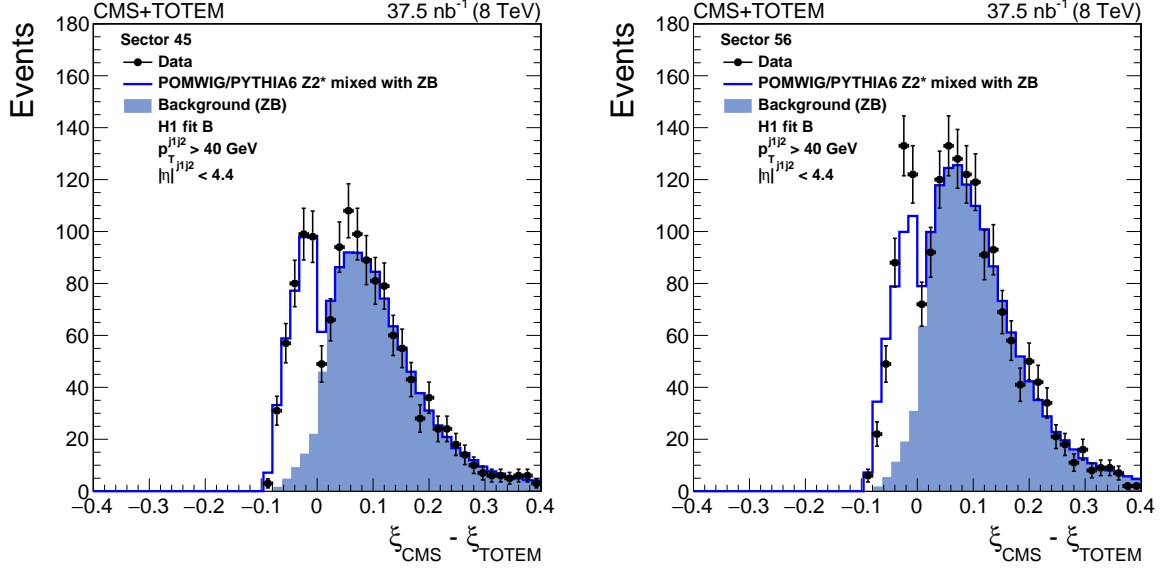 CMS+TOTEM 37.5 nb⁻¹ (8 TeV)
Events
180
160
140
120
100
80
60
40
20
0
Sector 45
Data
POMWIG/PYTHIA6 Z2* mixed with ZB
Background (ZB)
H1 fit B
p_T^{j1j2} > 40 GeV
|η|^{j1j2} < 4.4
−0.4 −0.3 −0.2 −0.1 0 0.1 0.2 0.3 0.4
ξ_CMS - ξ_TOTEM
CMS+TOTEM 37.5 nb⁻¹ (8 TeV)
Events
180
160
140
120
100
80
60
40
20
0
Sector 56
Data
POMWIG/PYTHIA6 Z2* mixed with ZB
Background (ZB)
H1 fit B
p_T^{j1j2} > 40 GeV
|η|^{j1j2} < 4.4
−0.4 −0.3 −0.2 −0.1 0 0.1 0.2 0.3 0.4
ξ_CMS - ξ_TOTEM